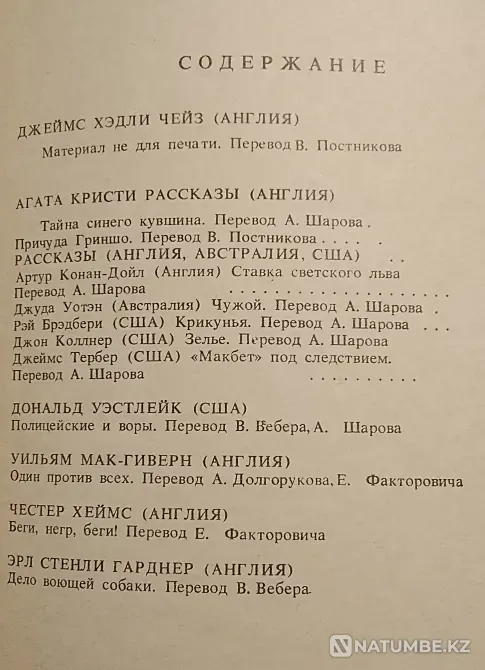 СОДЕРЖАНИЕ
ДЖЕЙМС ХЭДЛИ ЧЕЙЗ (АНГЛИЯ)
Материал не для печати. Перевод В. Постникова
АГАТА КРИСТИ РАССКАЗЫ (АНГЛИЯ)
Тайна синего кувшина. Перевод А. Шарова .
Причуда Гриншо. Перевод В. Постникова . . . . .
РАССКАЗЫ (АНГЛИЯ, АВСТРАЛИЯ, США) . .
Артур Конан-Дойл (Англия) Ставка светского льва
Перевод А. Шарова . . . . . . . . . . . . . . . . . .
Джуда Уотэн (Австралия) Чужой. Перевод А. Шарова .
Рэй Брэдбери (США) Крикунья. Перевод А. Шарова . . .
Джон Коллнер (США) Зелье. Перевод А. Шарова
Джеймс Тербер (США) «Макбет» под следствием.
Перевод А. Шарова . . . . . . . . . .
ДОНАЛЬД УЭСТЛЕЙК (США)
Полицейские и воры. Перевод В. Вебера, А. Шарова
УИЛЬЯМ МАК-ГИВЕРН (АНГЛИЯ)
Один против всех. Перевод А. Долгорукова, Е. Факторовича
ЧЕСТЕР ХЕЙМС (АНГЛИЯ)
Беги, негр, беги! Перевод Е. Факторовича
ЭРЛ СТЕНЛИ ГАРДНЕР (АНГЛИЯ)
Дело воющей собаки. Перевод В. Вебера.
NATUMBE.KZ